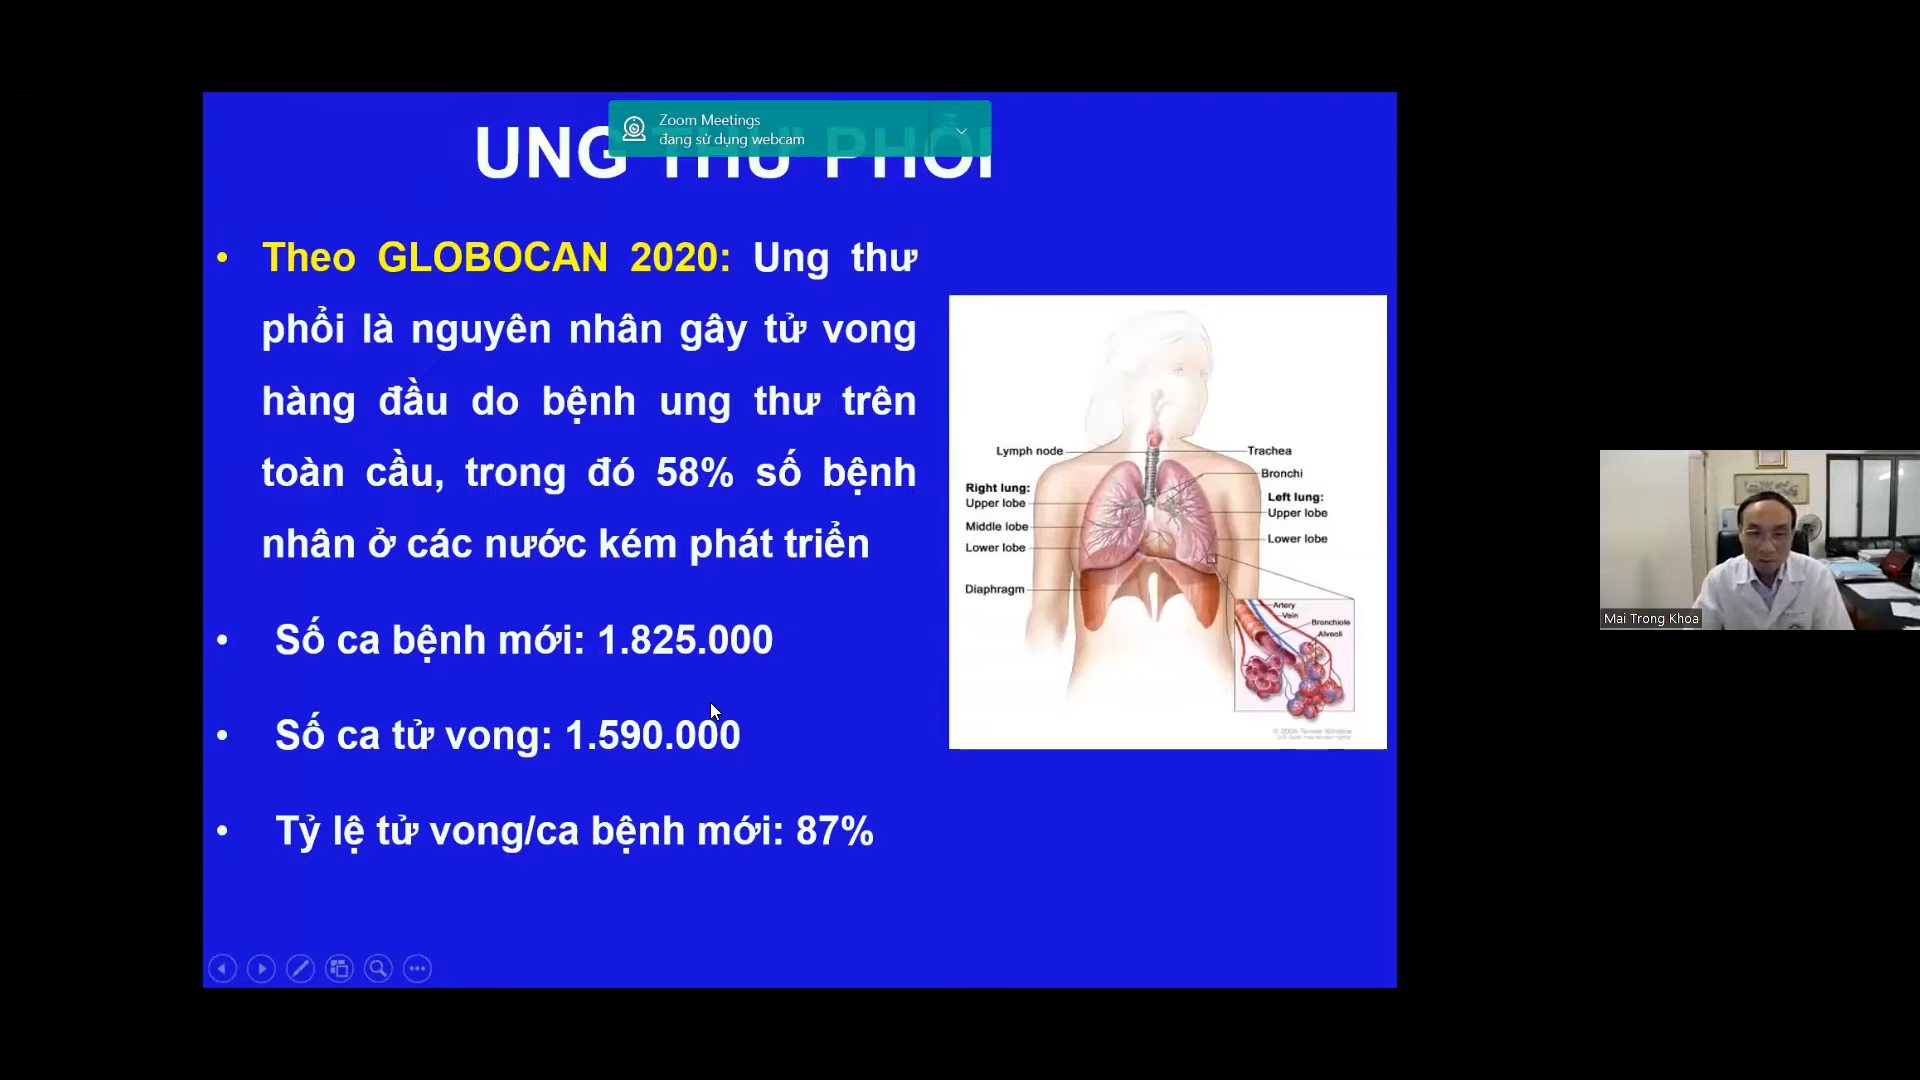 Zoom Meetings
đang sử dụng webcam
UNG THƯ PHỔI
• Theo GLOBOCAN 2020: Ung thư
phổi là nguyên nhân gây tử vong
hàng đầu do bệnh ung thư trên
toàn cầu, trong đó 58% số bệnh
nhân ở các nước kém phát triển
• Số ca bệnh mới: 1.825.000
• Số ca tử vong: 1.590.000
• Tỷ lệ tử vong/ca bệnh mới: 87%
Lymph node
Trachea
Bronchi
Right lung:
Upper lobe
Middle lobe
Lower lobe
Left lung:
Upper lobe
Lower lobe
Diaphragm
Artery
Vein
Bronchiole
Alveoli
Mai Trong Khoa